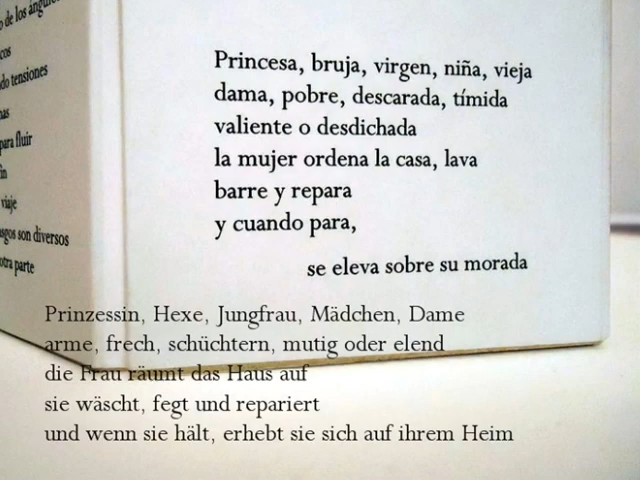 do tensiones
para fluir
viaje
son diversos
otra parte
Princesa, bruja, virgen, niña, vieja
dama, pobre, descarada, tímida
valiente o desdichada
la mujer ordena la casa, lava
barre y repara
y cuando para,
se eleva sobre su morada
Prinzessin, Hexe, Jungfrau, Mädchen, Dame
arme, frech, schüchtern, mutig oder elend
die Frau räumt das Haus auf
sie wäscht, fegt und repariert
und wenn sie hält, erhebt sie sich auf ihrem Heim